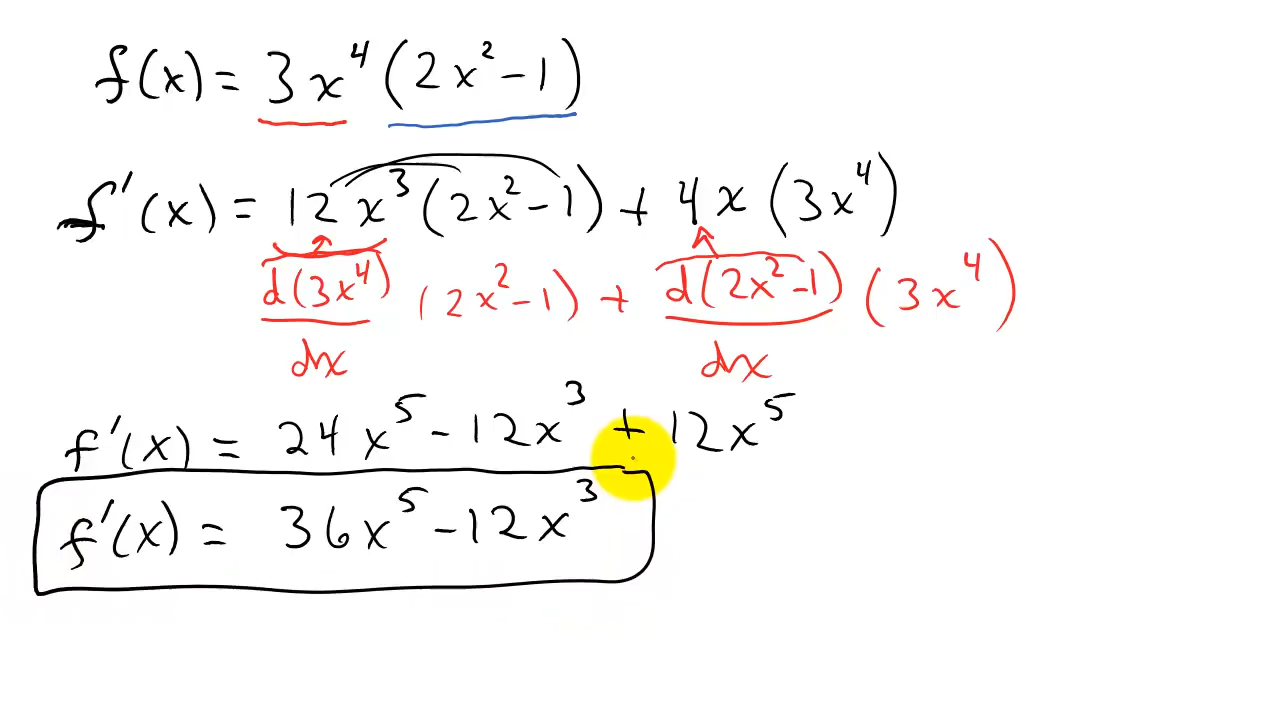 f(x) = 3x⁴(2x² − 1)
f'(x) = 12x³(2x² − 1) + 4x(3x⁴)
d(3x⁴)/dx (2x² − 1) + d(2x² − 1)/dx (3x⁴)
f'(x) = 24x⁵ − 12x³ + 12x⁵
f'(x) = 36x⁵ − 12x³